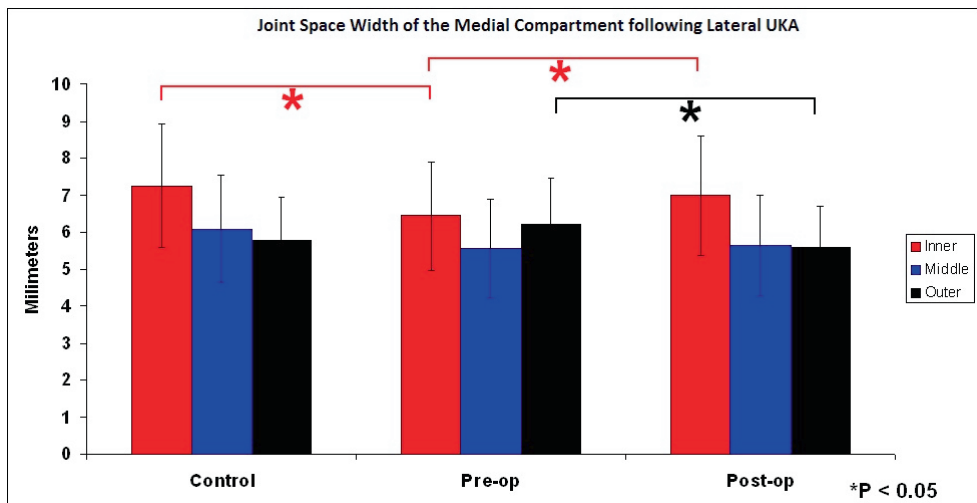 Joint Space Width of the Medial Compartment following Lateral UKA
*
*
*
10
9
8
7
6
5
4
3
2
1
0
Milimeters
Inner
Middle
Outer
Control Pre-op Post-op
*P < 0.05